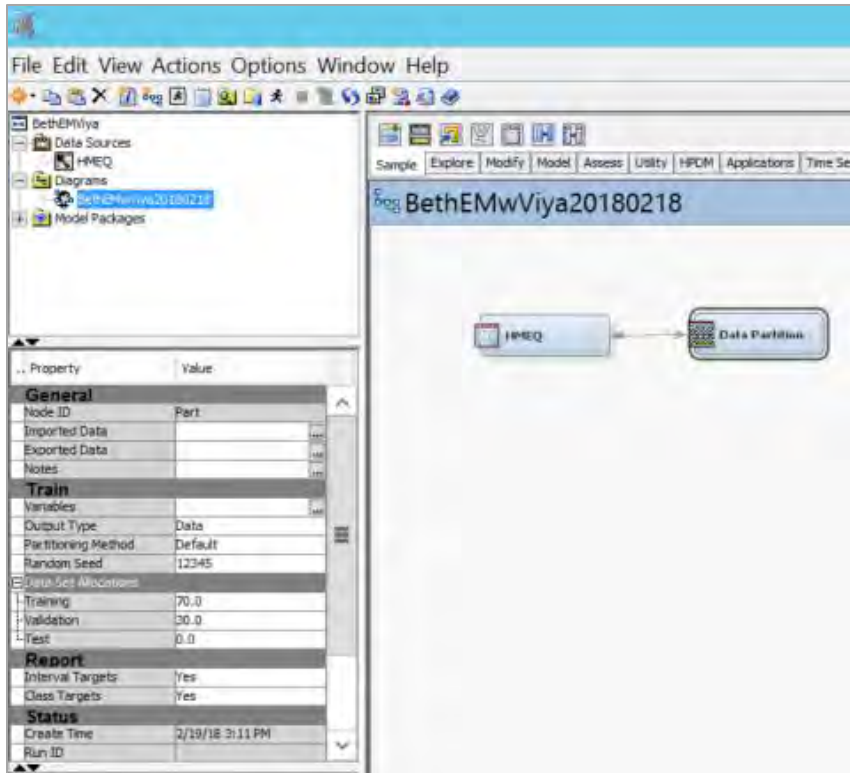 File Edit View Actions Options Window Help
BethEMViya
Data Sources
HMEQ
Diagrams
BethEMwViya20180218
Model Packages
Sample Explore Modify Model Assess Utility HPDM Applications Time Se
BethEMwViya20180218
HMEQ
Data Partition
.. Property Value
General
Node ID Part
Imported Data ...
Exported Data ...
Notes ...
Train
Variables ...
Output Type Data
Partitioning Method Default
Random Seed 12345
Data Set Allocations
Training 70.0
Validation 30.0
Test 0.0
Report
Interval Targets Yes
Class Targets Yes
Status
Create Time 2/19/18 3:11 PM
Run ID